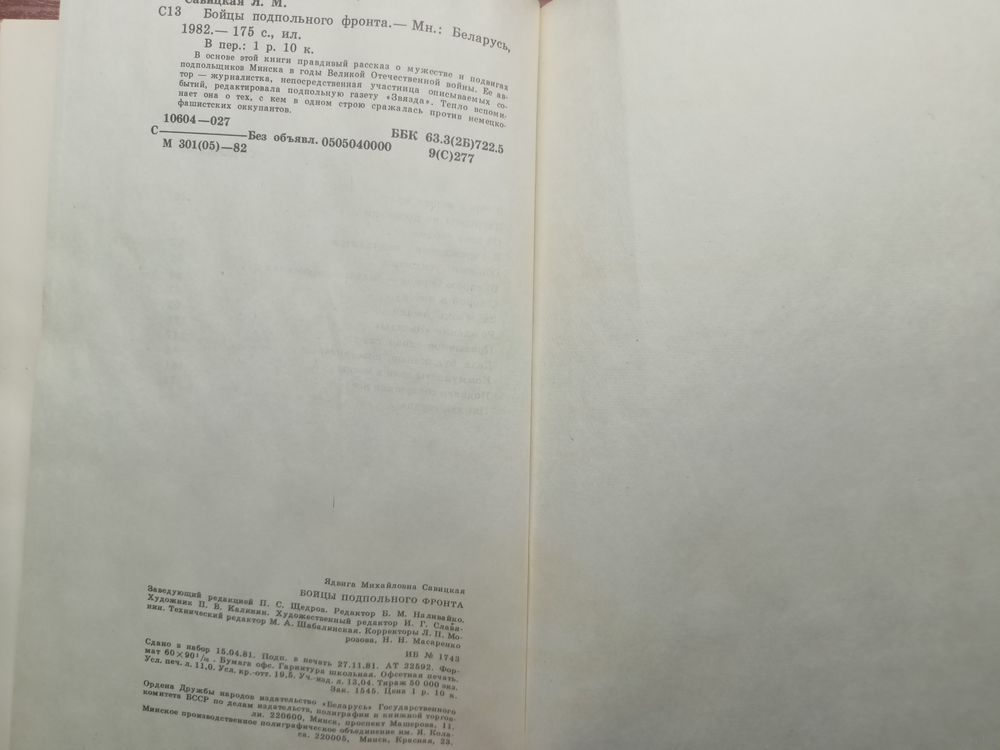 Савицкая Я. М.
С13 Бойцы подпольного фронта.— Мн.: Беларусь,
1982.— 175 с., ил.
В пер.: 1 р. 10 к.
В основе этой книги правдивый рассказ о мужестве и подвигах
подпольщиков Минска в годы Великой Отечественной войны. Ее ав-
тор — журналистка, непосредственная участница описываемых со-
бытий, редактировала подпольную газету «Звязда». Тепло вспоми-
нает она о тех, с кем в одном строю сражалась против немецко-
фашистских оккупантов.
10604—027
С———Без объявл. 0505040000
М 301(05)—82
ББК 63.3(2Б)722.5
9(С)277
Ядвига Михайловна Савицкая
БОЙЦЫ ПОДПОЛЬНОГО ФРОНТА
Заведующий редакцией П. С. Щедров. Редактор Б. М. Наливайко.
Художник П. В. Калинин. Художественный редактор И. Г. Славя-
нин. Технический редактор М. А. Шабалинская. Корректоры Л. П. Мо-
розова, Н. Н. Масаренко
ИБ № 1743
Сдано в набор 15.04.81. Подп. в печать 27.11.81. АТ 22592. Фор-
мат 60×90¹/₁₆. Бумага офс. Гарнитура школьная. Офсетная печать.
Усл. печ. л. 11,0. Усл. кр.-отт. 19,5. Уч.-изд. л. 13,04. Тираж 50 000 экз.
Зак. 1545. Цена 1 р. 10 к.
Ордена Дружбы народов издательство «Беларусь» Государственного
комитета БССР по делам издательств, полиграфии и книжной торгов-
ли. 220600, Минск, проспект Машерова, 11.
Минское производственное полиграфическое объединение им. Я. Кола-
са. 220005, Минск, Красная, 23.